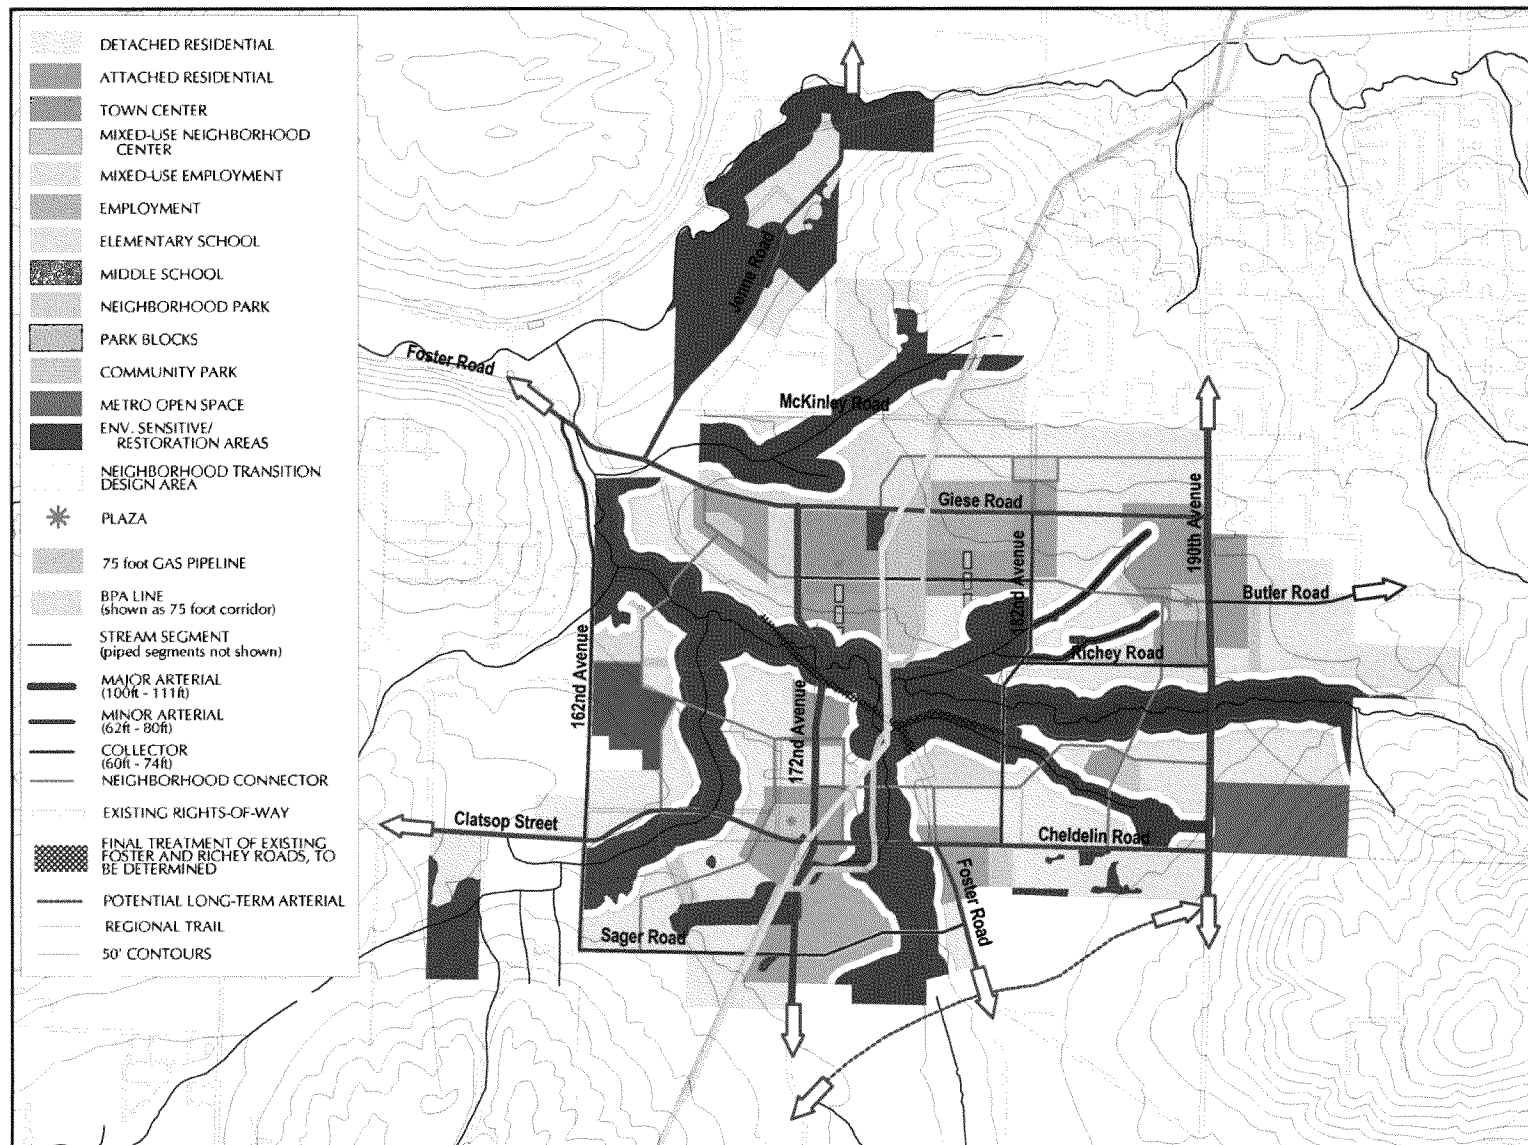 DETACHED RESIDENTIAL
ATTACHED RESIDENTIAL
TOWN CENTER
MIXED-USE NEIGHBORHOOD
CENTER
MIXED-USE EMPLOYMENT
EMPLOYMENT
ELEMENTARY SCHOOL
MIDDLE SCHOOL
NEIGHBORHOOD PARK
PARK BLOCKS
COMMUNITY PARK
METRO OPEN SPACE
ENV. SENSITIVE/
RESTORATION AREAS
NEIGHBORHOOD TRANSITION
DESIGN AREA
PLAZA
75 foot GAS PIPELINE
BPA LINE
(shown as 75 foot corridor)
STREAM SEGMENT
(piped segments not shown)
MAJOR ARTERIAL
(100ft - 111ft)
MINOR ARTERIAL
(62ft - 80ft)
COLLECTOR
(60ft - 74ft)
NEIGHBORHOOD CONNECTOR
EXISTING RIGHTS-OF-WAY
FINAL TREATMENT OF EXISTING
FOSTER AND RICHEY ROADS, TO
BE DETERMINED
POTENTIAL LONG-TERM ARTERIAL
REGIONAL TRAIL
50' CONTOURS
Jenne Road
Foster Road
McKinley Road
Giese Road
190th Avenue
182nd Avenue
Butler Road
Richey Road
162nd Avenue
172nd Avenue
Clatsop Street
Cheldelin Road
Foster Road
Sager Road